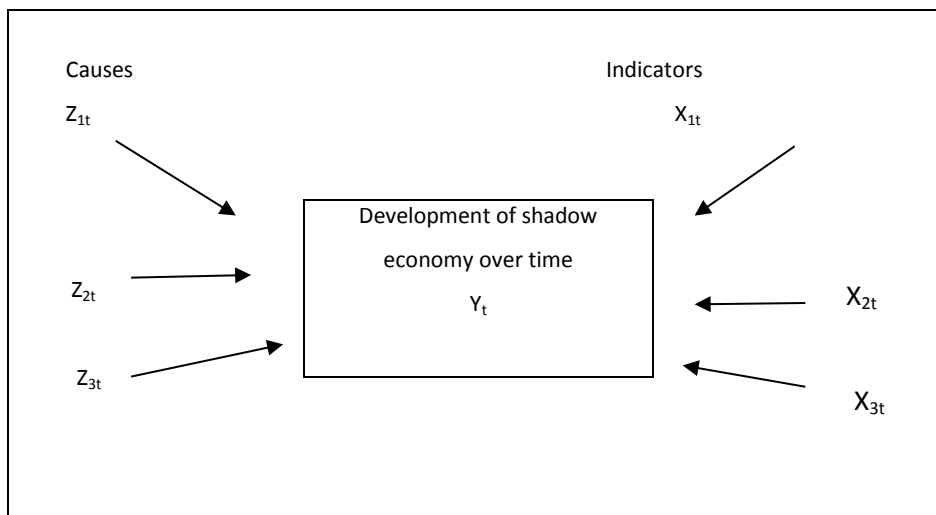 Causes
Indicators
Z1t
X1t
Development of shadow
economy over time
Yt
Z2t
X2t
Z3t
X3t